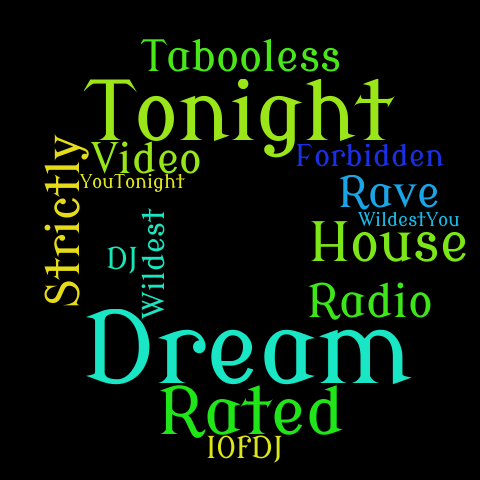 Tabooless
Tonight
Video
Forbidden
YouTonight
Strictly
Rave
WildestYou
House
DJ
Wildest
Radio
Dream
Rated
IOFDJ